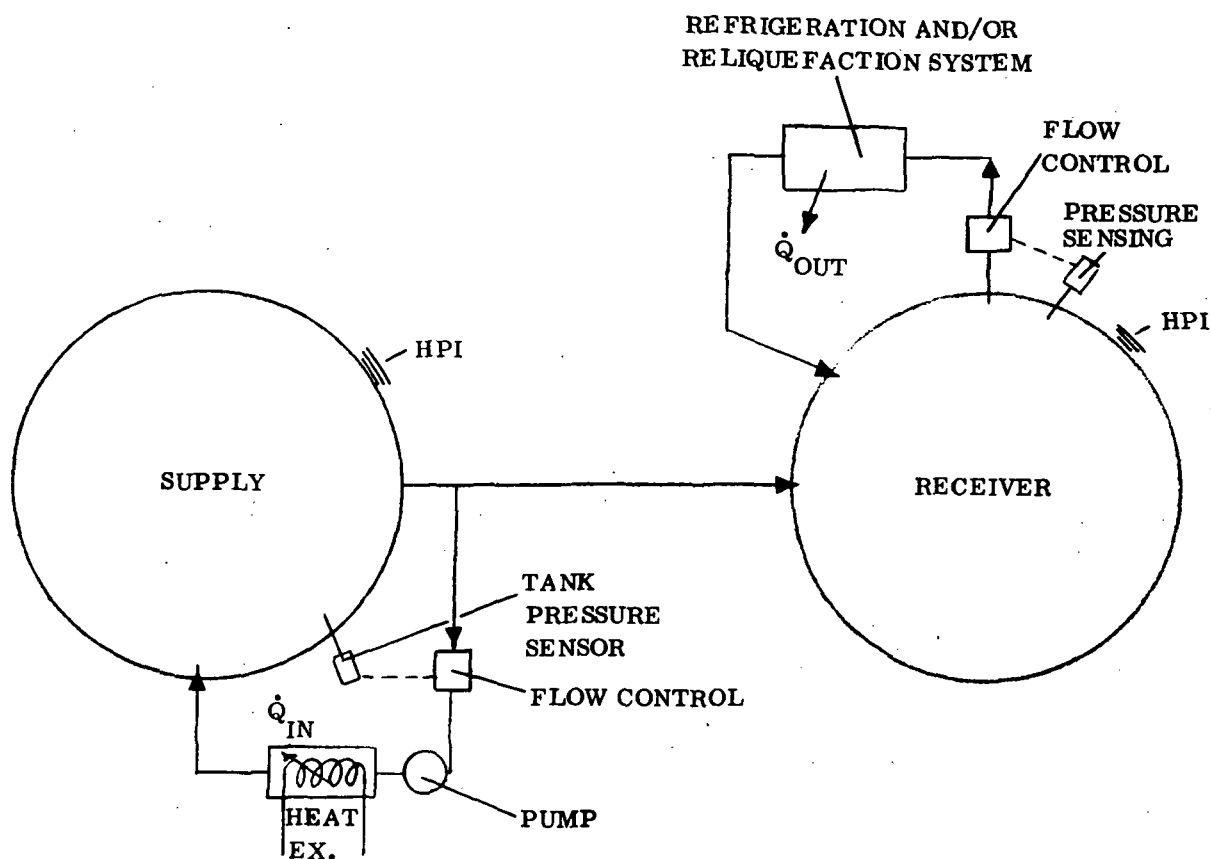 REFRIGERATION AND/OR
RELIQUEFACTION SYSTEM
FLOW
CONTROL
PRESSURE
SENSING
Q̇OUT
HPI
HPI
SUPPLY
RECEIVER
TANK
PRESSURE
SENSOR
FLOW CONTROL
Q̇IN
PUMP
HEAT
EX.